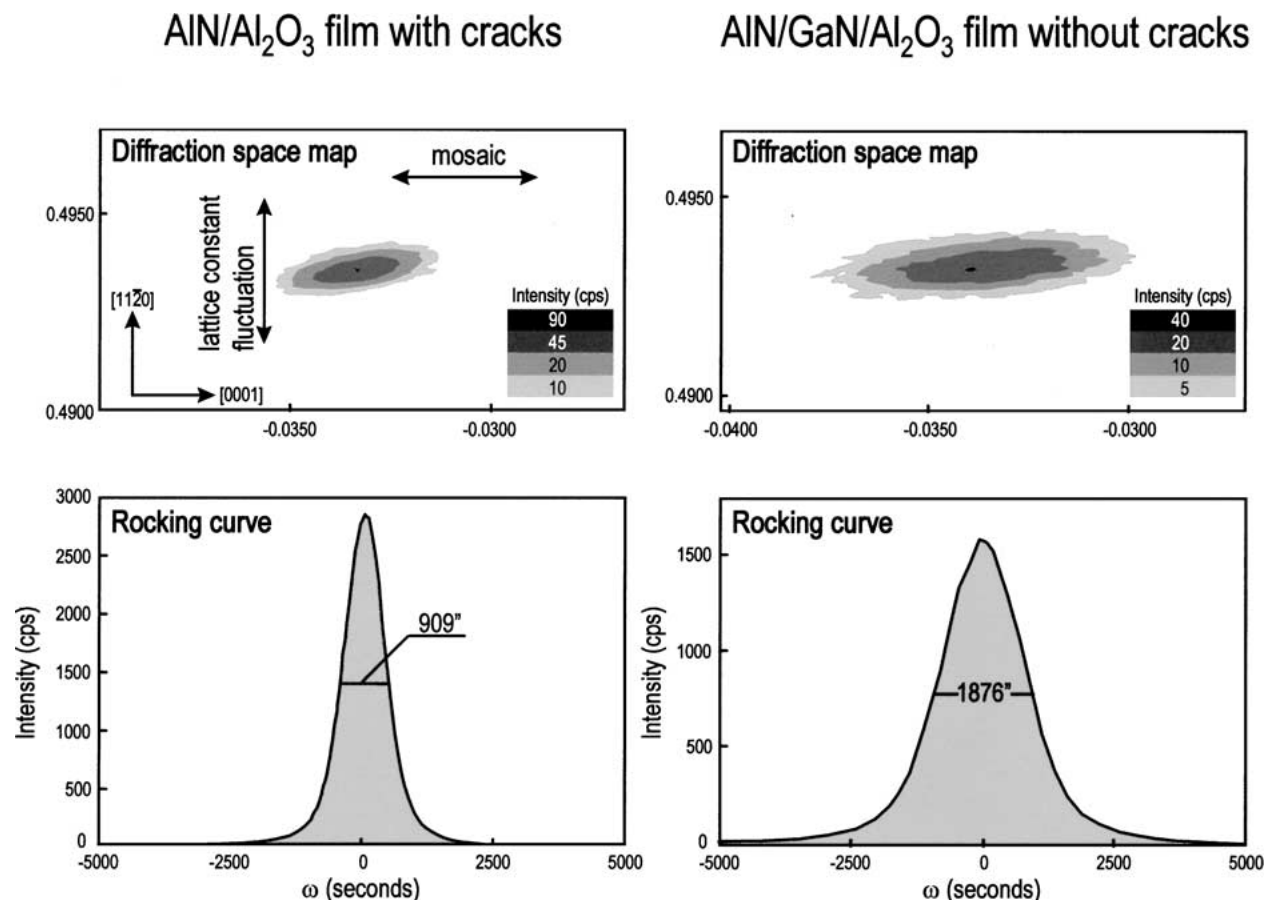 AlN/Al₂O₃ film with cracks
AlN/GaN/Al₂O₃ film without cracks
Diffraction space map
mosaic
0.4950
lattice constant
fluctuation
[112̄0]
[0001]
Intensity (cps)
90
45
20
10
0.4900
-0.0350
-0.0300
Diffraction space map
0.4950
Intensity (cps)
40
20
10
5
0.4900
-0.0400
-0.0350
-0.0300
Rocking curve
3000
2500
2000
1500
1000
500
0
Intensity (cps)
909”
-5000
-2500
0
2500
5000
ω (seconds)
Rocking curve
1500
1000
500
0
Intensity (cps)
1876”
-5000
-2500
0
2500
5000
ω (seconds)